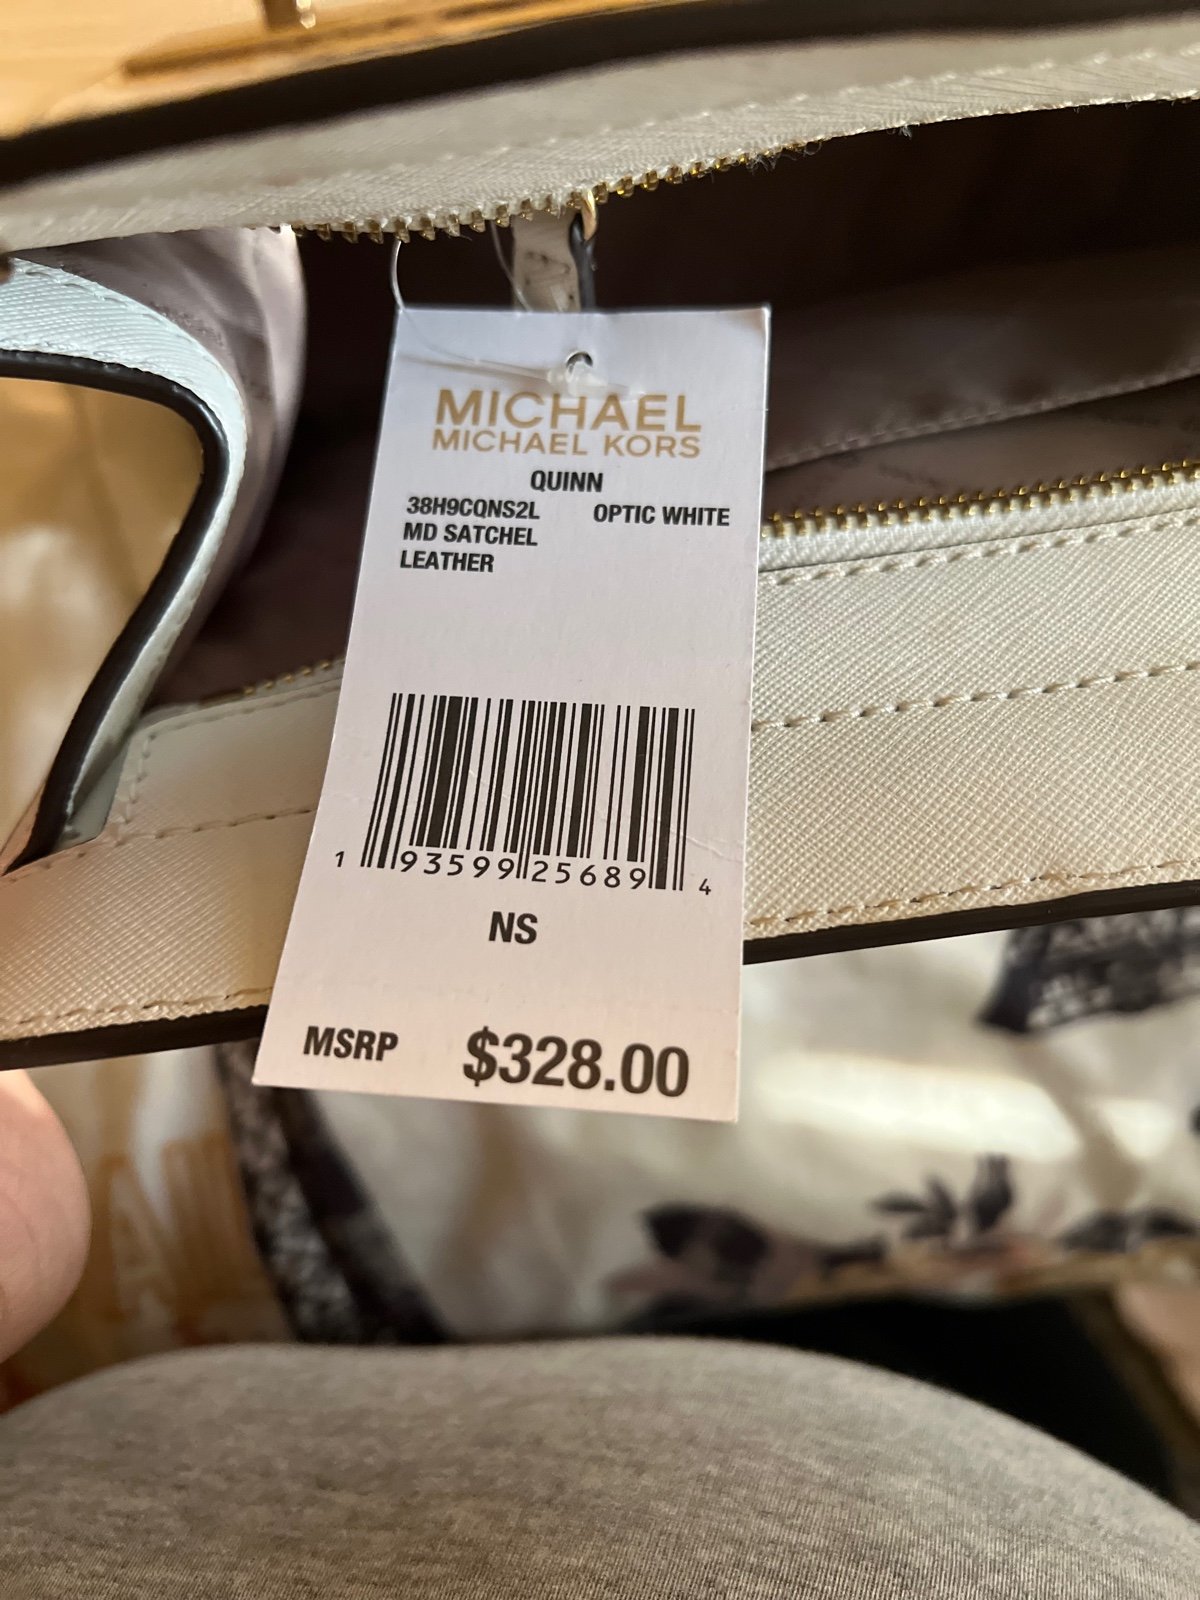 MICHAEL
MICHAEL KORS
QUINN
38H9CQNS2L OPTIC WHITE
MD SATCHEL
LEATHER
1 93599 25689 4
NS
MSRP $328.00